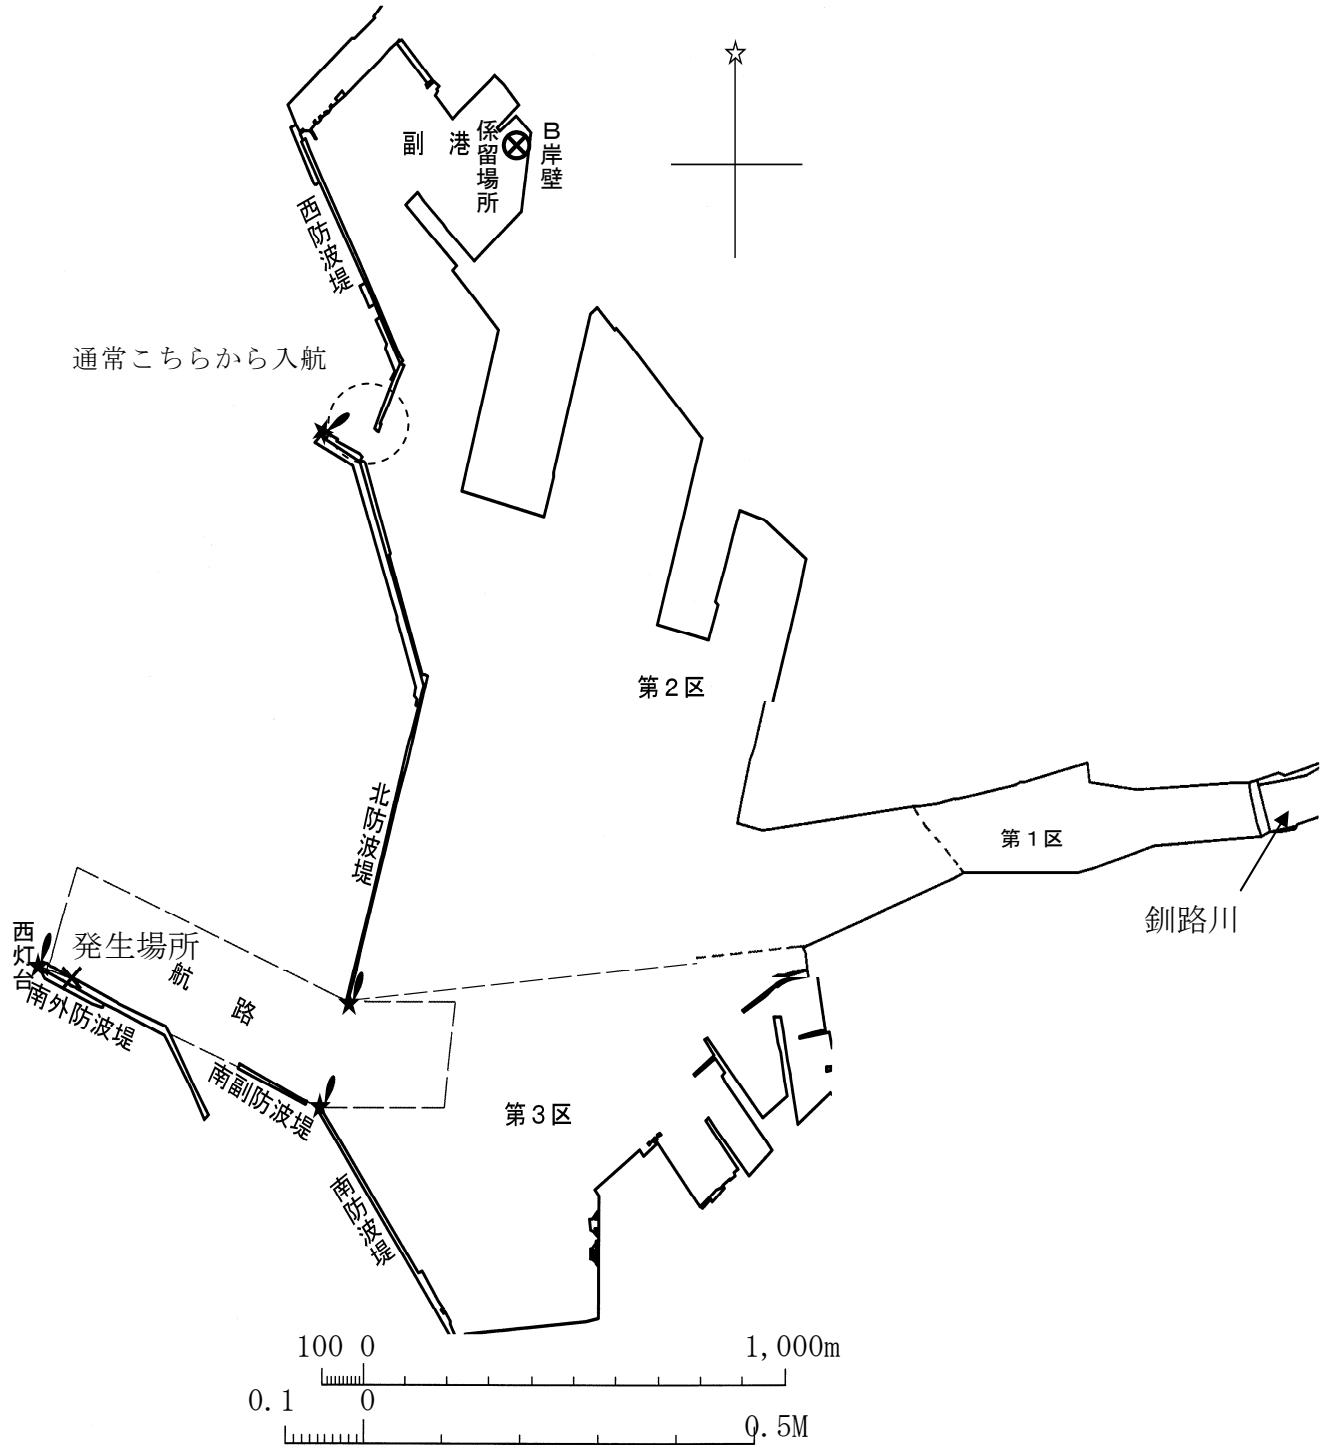 副港
係留場所
B岸壁
西防波堤
通常こちらから入航
第2区
北防波堤
第1区
釧路川
西灯台
発生場所
航路
南外防波堤
南副防波堤
第3区
南防波堤
100 0 1,000m
0.1 0 0.5M